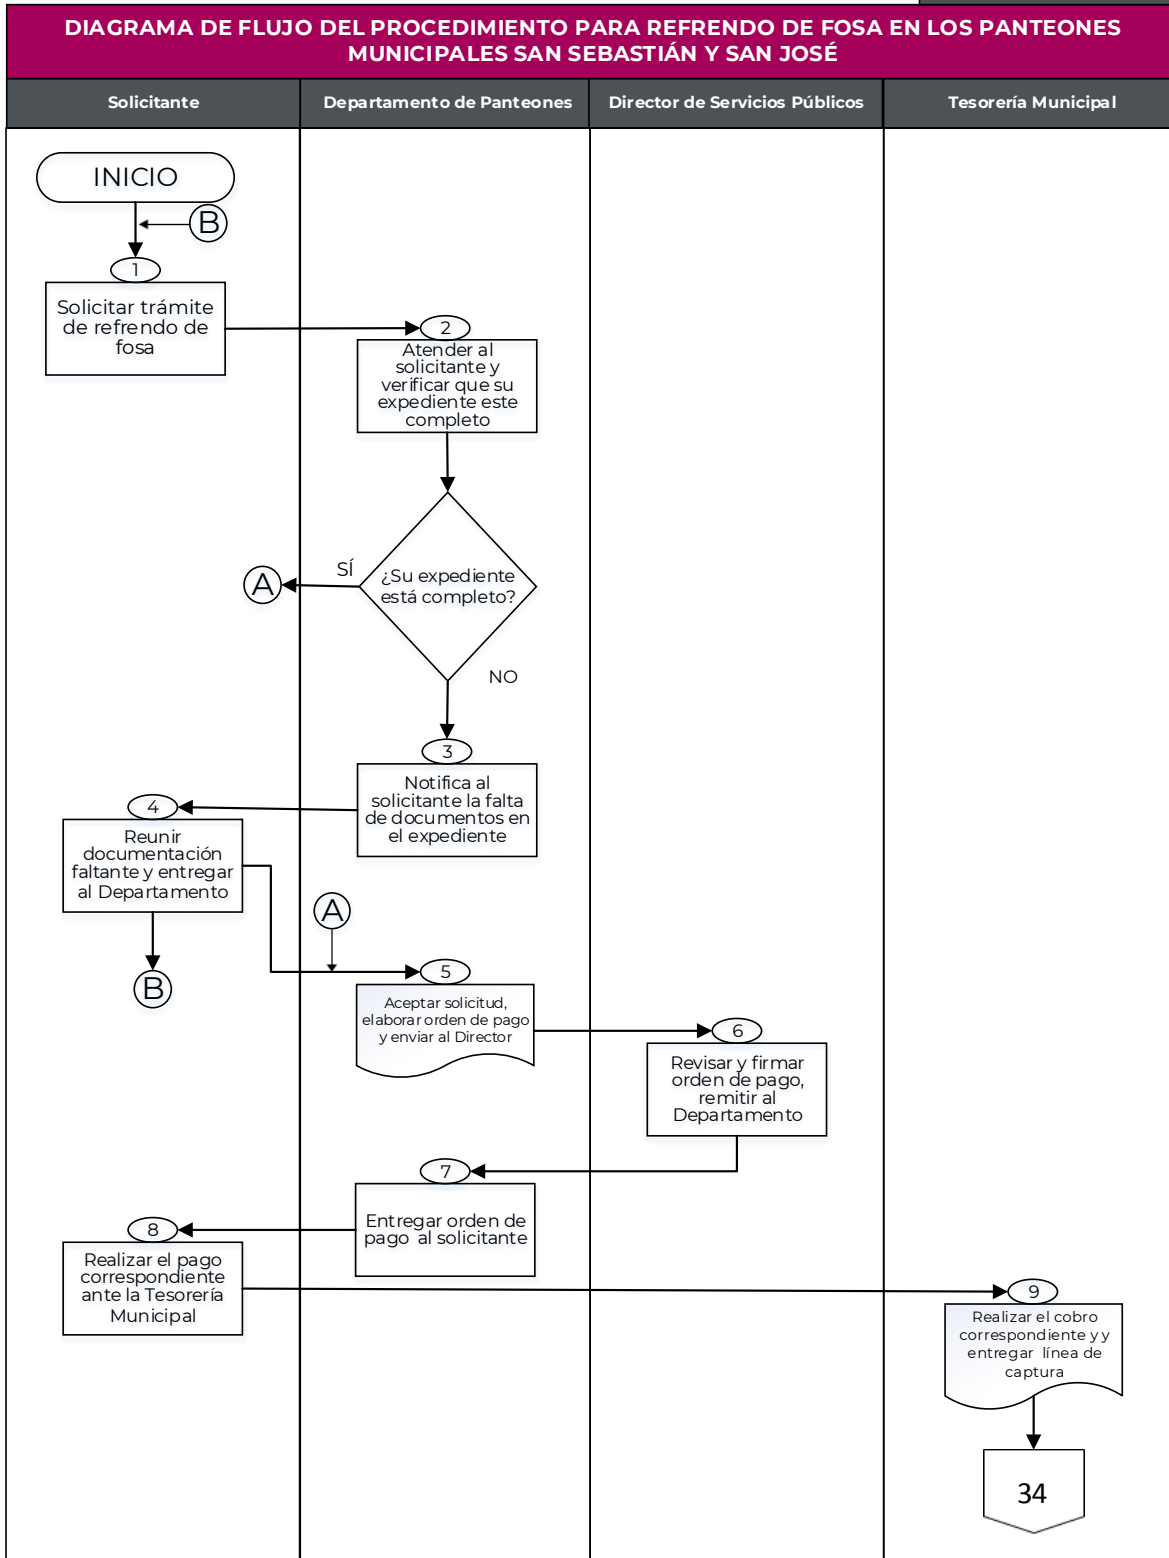 DIAGRAMA DE FLUJO DEL PROCEDIMIENTO PARA REFRENDO DE FOSA EN LOS PANTEONES
MUNICIPALES SAN SEBASTIÁN Y SAN JOSÉ
Solicitante
Departamento de Panteones
Director de Servicios Públicos
Tesorería Municipal
INICIO
B
1
Solicitar trámite
de refrendo de
fosa
2
Atender al
solicitante y
verificar que su
expediente este
completo
¿Su expediente
está completo?
SÍ
A
NO
3
Notifica al
solicitante la falta
de documentos en
el expediente
4
Reunir
documentación
faltante y entregar
al Departamento
B
A
5
Aceptar solicitud,
elaborar orden de pago
y enviar al Director
6
Revisar y firmar
orden de pago,
remitir al
Departamento
7
Entregar orden de
pago al solicitante
8
Realizar el pago
correspondiente
ante la Tesorería
Municipal
9
Realizar el cobro
correspondiente y y
entregar línea de
captura
34